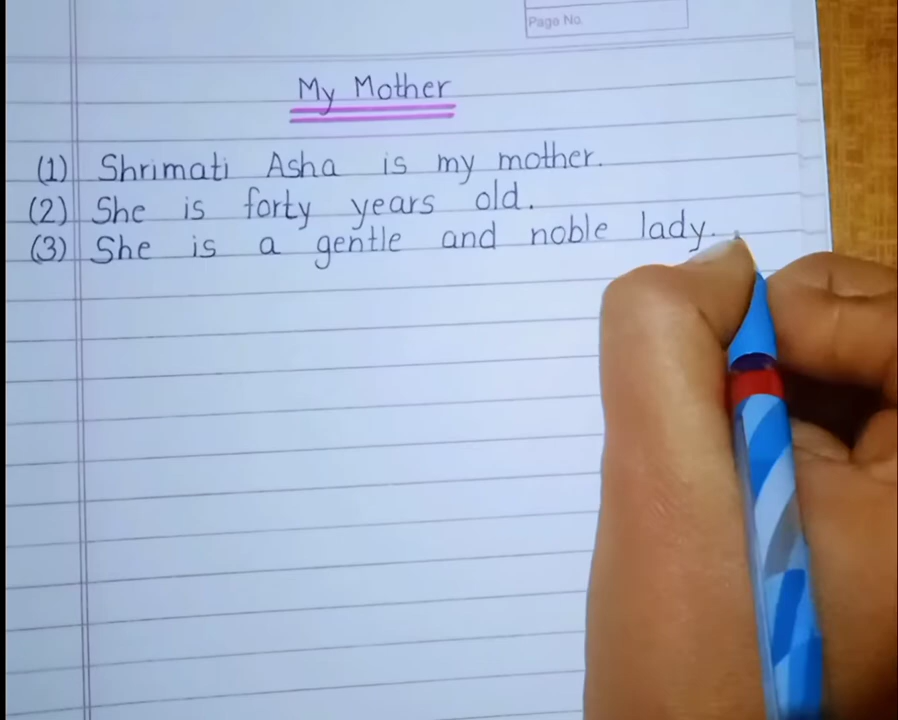 Page No.
My Mother
(1) Shrimati Asha is my mother.
(2) She is forty years old.
(3) She is a gentle and noble lady.